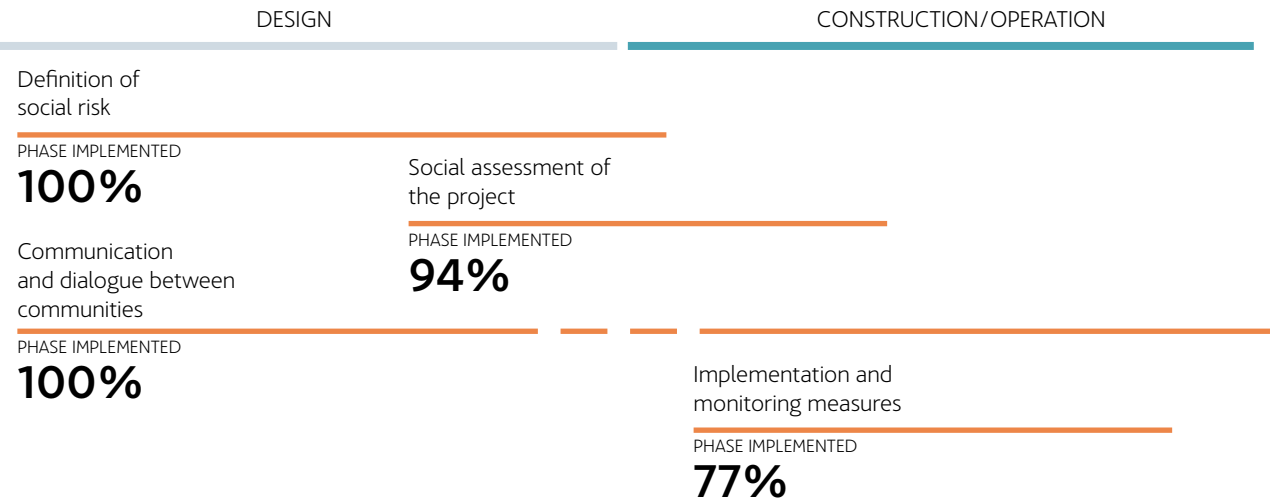 DESIGN
CONSTRUCTION/OPERATION
Definition of
social risk
PHASE IMPLEMENTED
100%
Social assessment of
the project
PHASE IMPLEMENTED
94%
Communication
and dialogue between
communities
PHASE IMPLEMENTED
100%
Implementation and
monitoring measures
PHASE IMPLEMENTED
77%